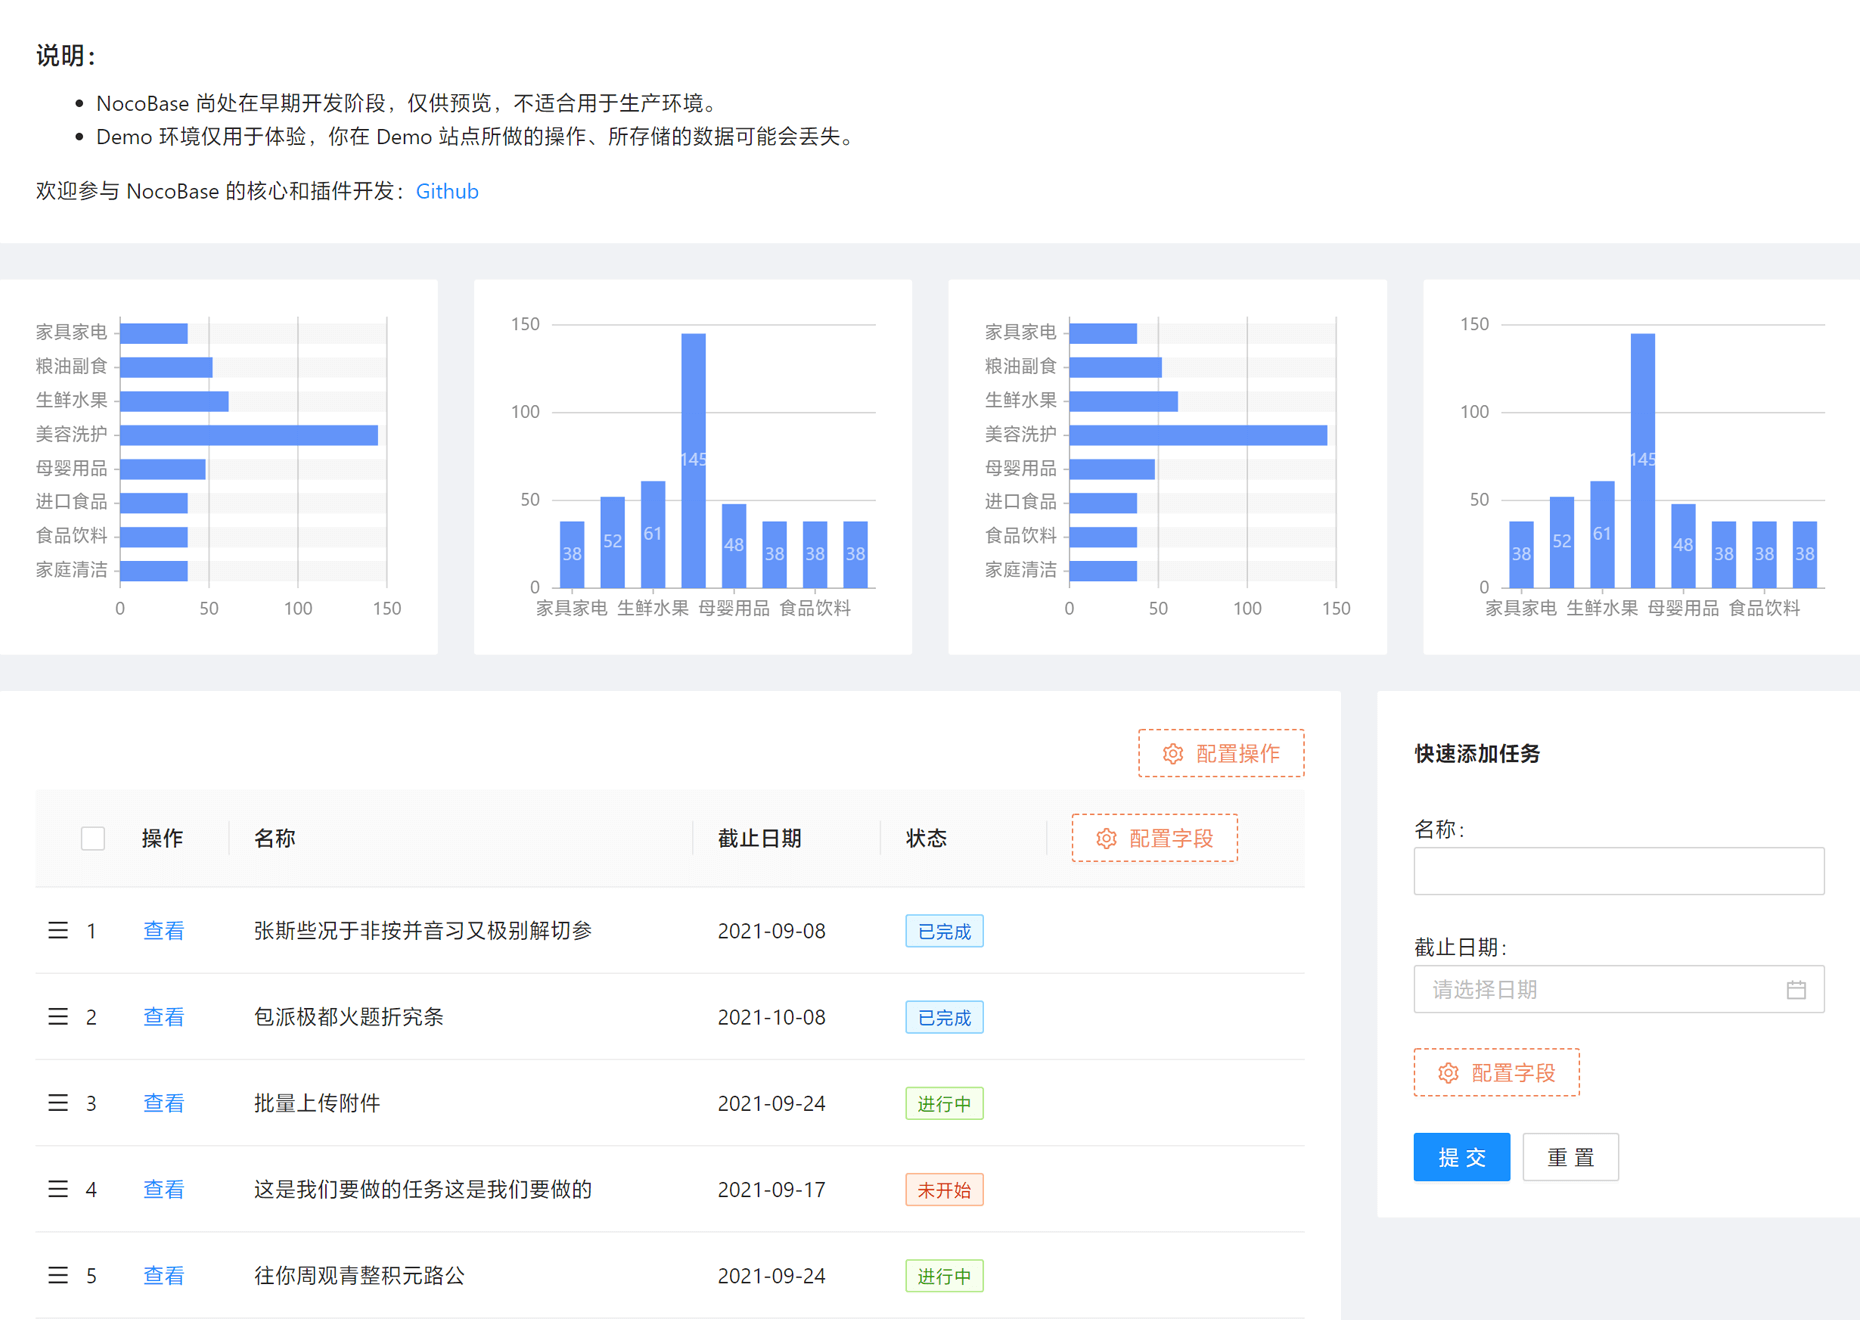 说明：
NocoBase 尚处在早期开发阶段，仅供预览，不适合用于生产环境。
Demo 环境仅用于体验，你在 Demo 站点所做的操作、所存储的数据可能会丢失。
欢迎参与 NocoBase 的核心和插件开发：Github
家具家电
粮油副食
生鲜水果
美容洗护
母婴用品
进口食品
食品饮料
家庭清洁
0 50 100 150
150
100
50
0
38 52 61 145 48 38 38 38
家具家电 生鲜水果 母婴用品 食品饮料
家具家电
粮油副食
生鲜水果
美容洗护
母婴用品
进口食品
食品饮料
家庭清洁
0 50 100 150
150
100
50
0
38 52 61 145 48 38 38 38
家具家电 生鲜水果 母婴用品 食品饮料
配置操作
操作 名称 截止日期 状态 配置字段
1 查看 张斯些况于非按并音习又极别解切参 2021-09-08 已完成
2 查看 包派极都火题折究条 2021-10-08 已完成
3 查看 批量上传附件 2021-09-24 进行中
4 查看 这是我们要做的任务这是我们要做的 2021-09-17 未开始
5 查看 往你周观青整积元路公 2021-09-24 进行中
快速添加任务
名称：
截止日期：
请选择日期
配置字段
提 交 重 置